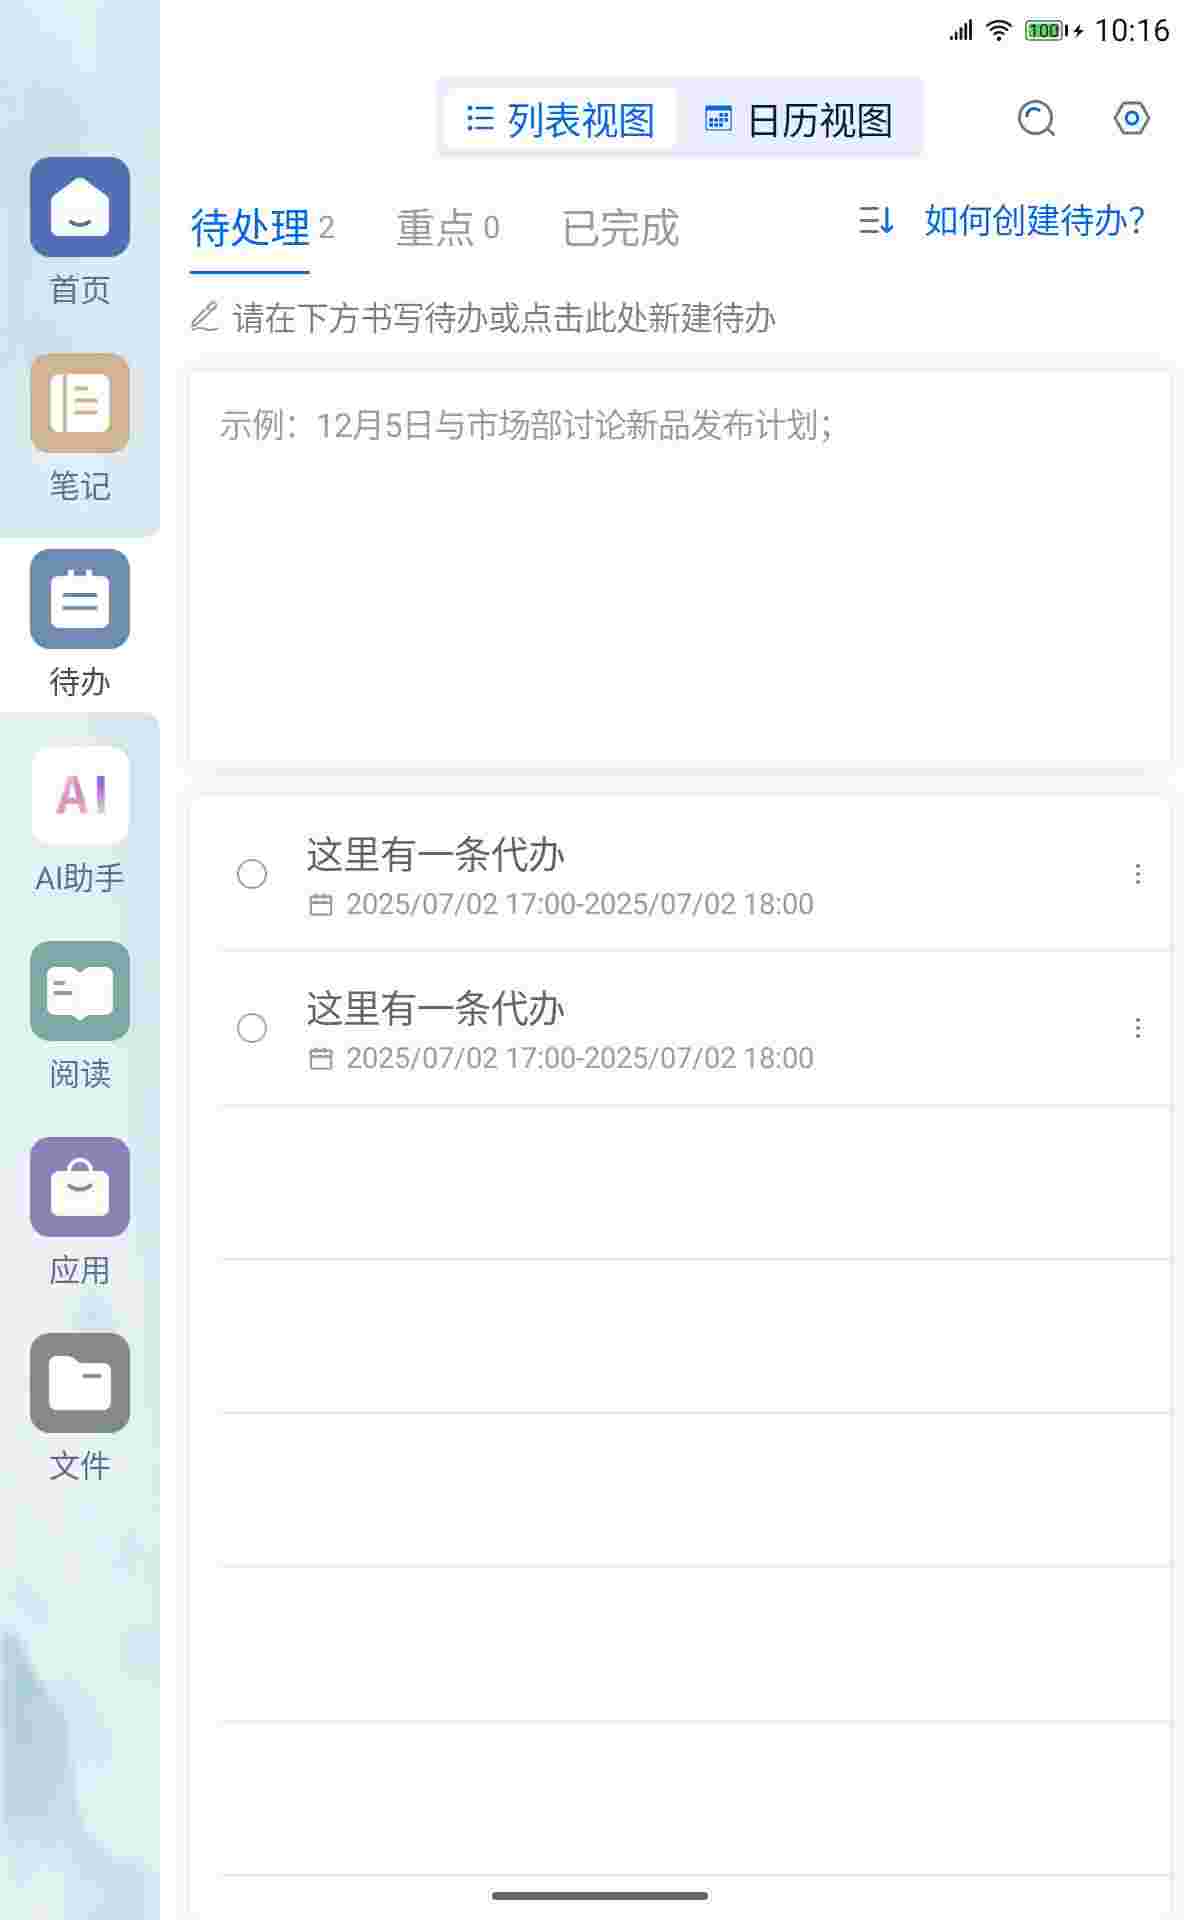 100 10:16
列表视图 日历视图
待处理 2 重点 0 已完成 如何创建待办?
请在下方书写待办或点击此处新建待办
示例：12月5日与市场部讨论新品发布计划；
这里有一条代办
2025/07/02 17:00-2025/07/02 18:00
这里有一条代办
2025/07/02 17:00-2025/07/02 18:00
首页
笔记
待办
AI
AI助手
阅读
应用
文件